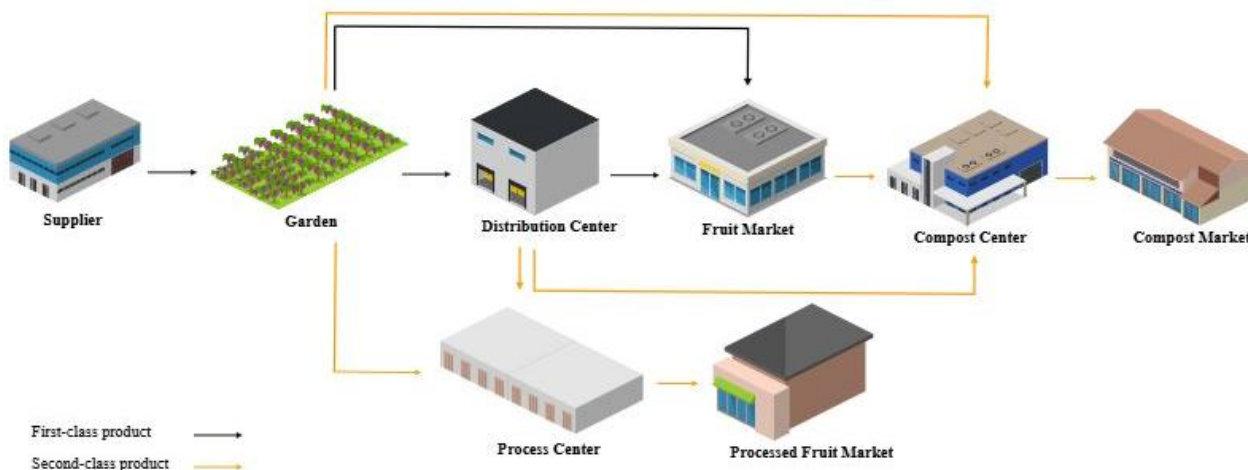 Supplier
Garden
Distribution Center
Fruit Market
Compost Center
Compost Market
Process Center
Processed Fruit Market
First-class product
Second-class product